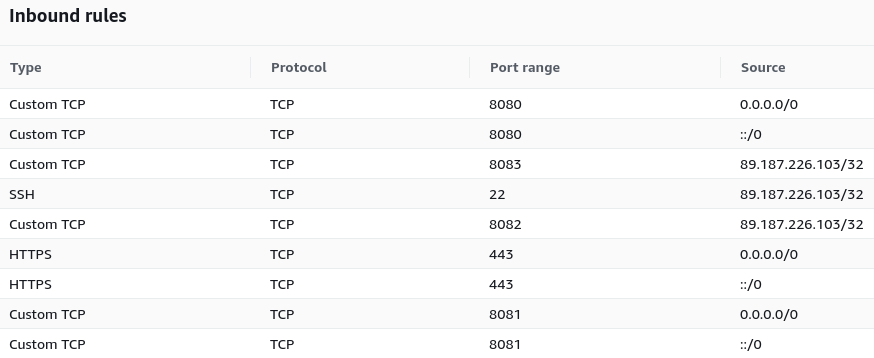 Inbound rules
Type Protocol Port range Source
Custom TCP TCP 8080 0.0.0.0/0
Custom TCP TCP 8080 ::/0
Custom TCP TCP 8083 89.187.226.103/32
SSH TCP 22 89.187.226.103/32
Custom TCP TCP 8082 89.187.226.103/32
HTTPS TCP 443 0.0.0.0/0
HTTPS TCP 443 ::/0
Custom TCP TCP 8081 0.0.0.0/0
Custom TCP TCP 8081 ::/0